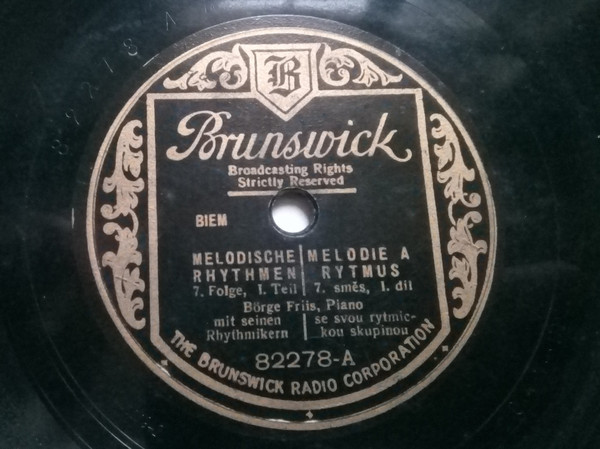 B
Brunswick
Broadcasting Rights
Strictly Reserved
BIEM
MELODISCHE
RHYTHMEN
7. Folge, 1. Teil
MELODIE A
RYTMUS
7. směs, 1. díl
Börge Friis, Piano
mit seinen
Rhythmikern
se svou rytmic-
kou skupinou
82278-A
THE BRUNSWICK RADIO CORPORATION